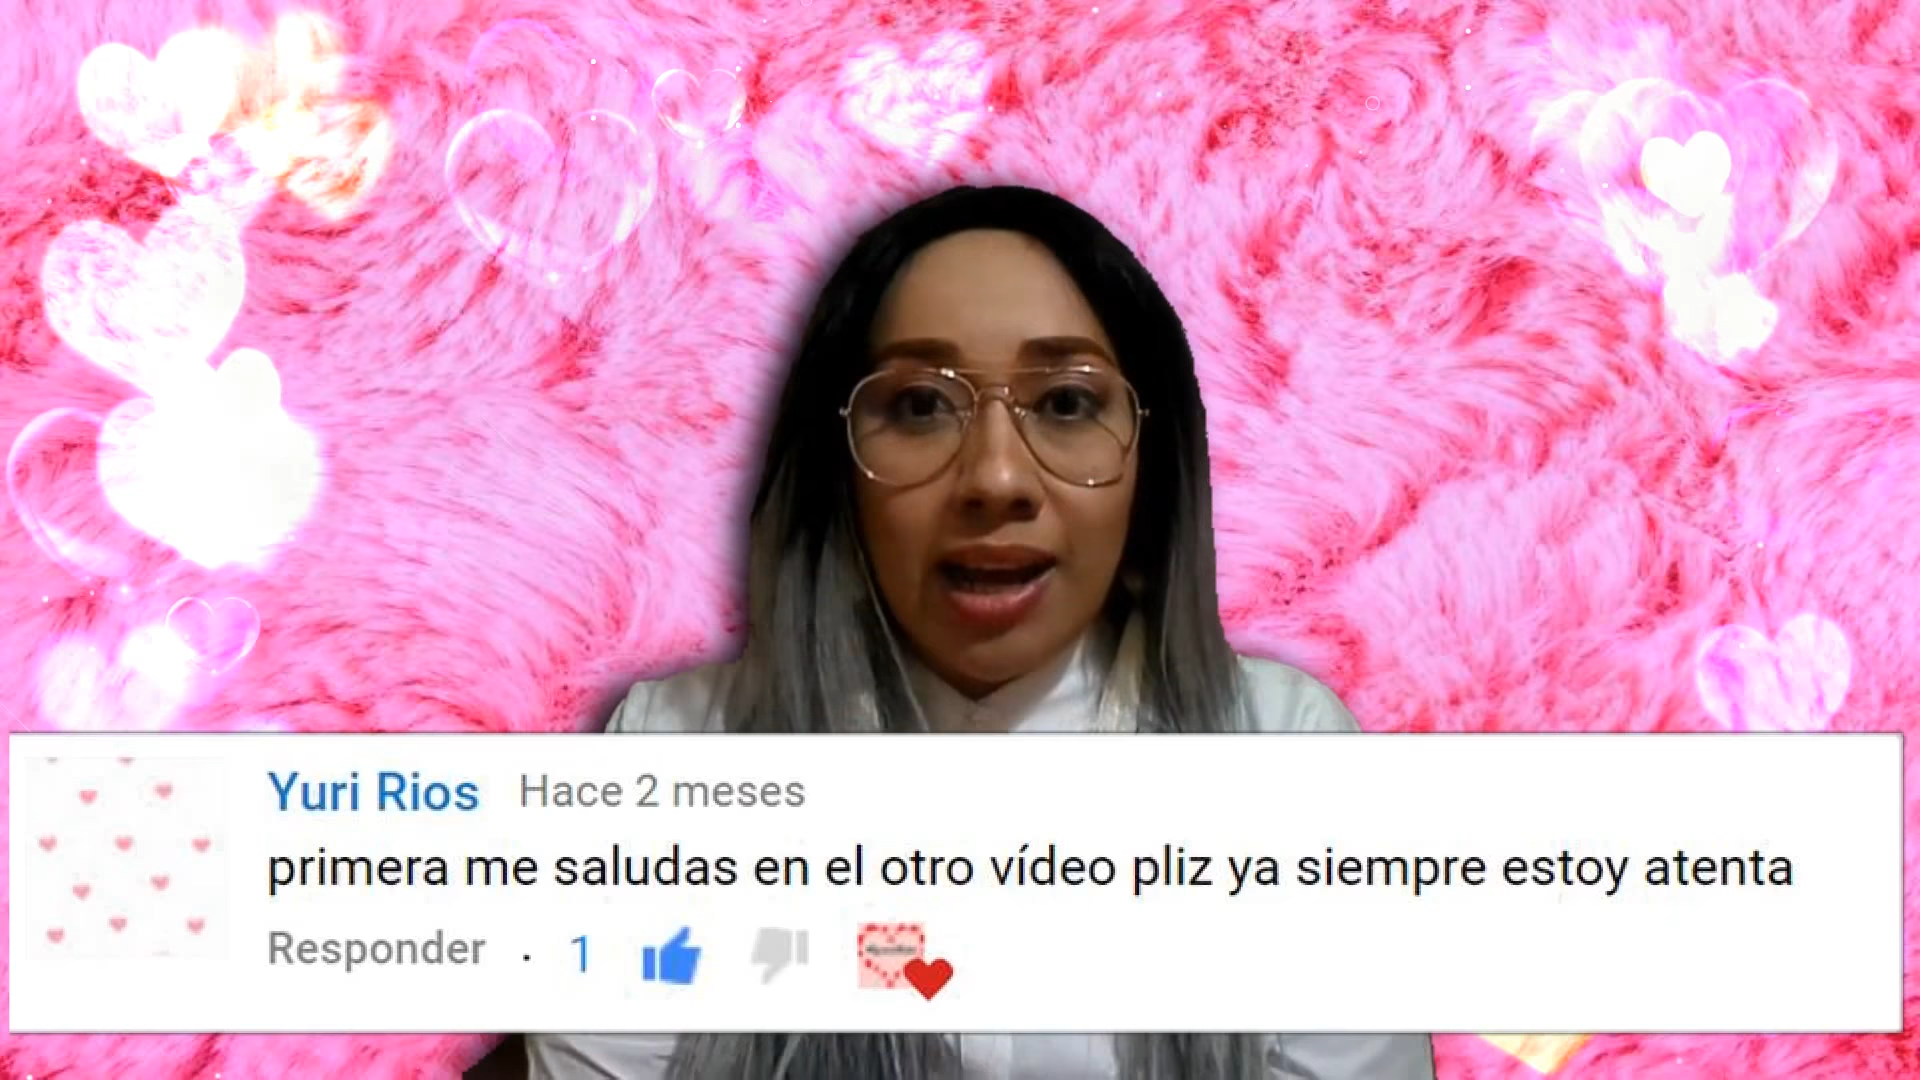 Yuri Rios Hace 2 meses
primera me saludas en el otro vídeo pliz ya siempre estoy atenta
Responder · 1